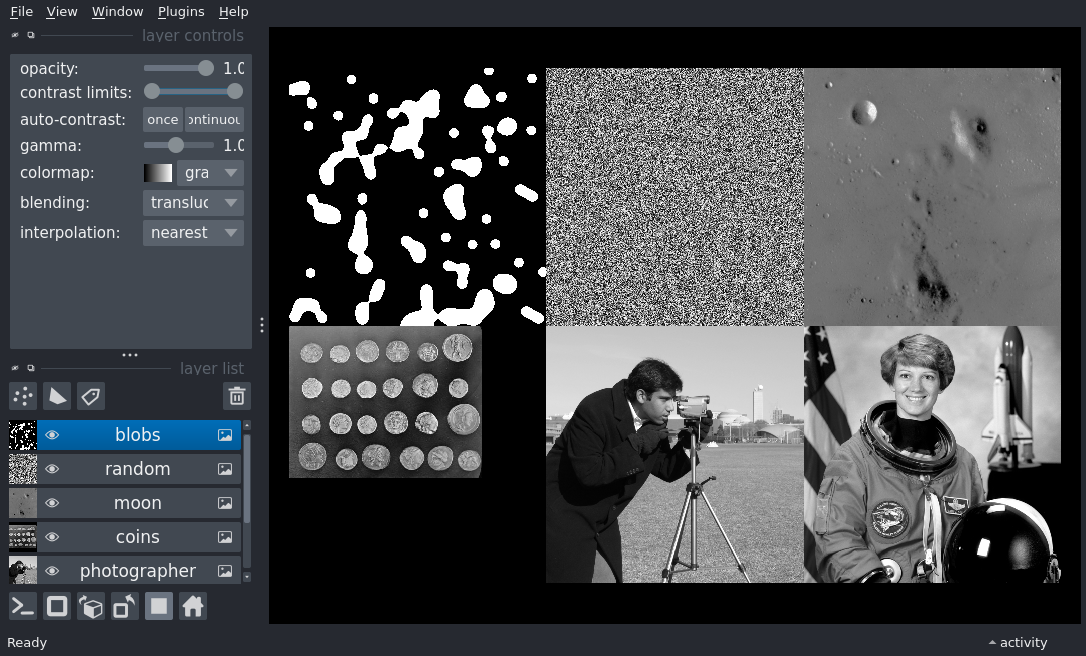 File View Window Plugins Help
layer controls
opacity: 1.0
contrast limits:
auto-contrast: once ontinuou
gamma: 1.0
colormap: gra
blending: transluc
interpolation: nearest
layer list
blobs
random
moon
coins
photographer
Ready
activity